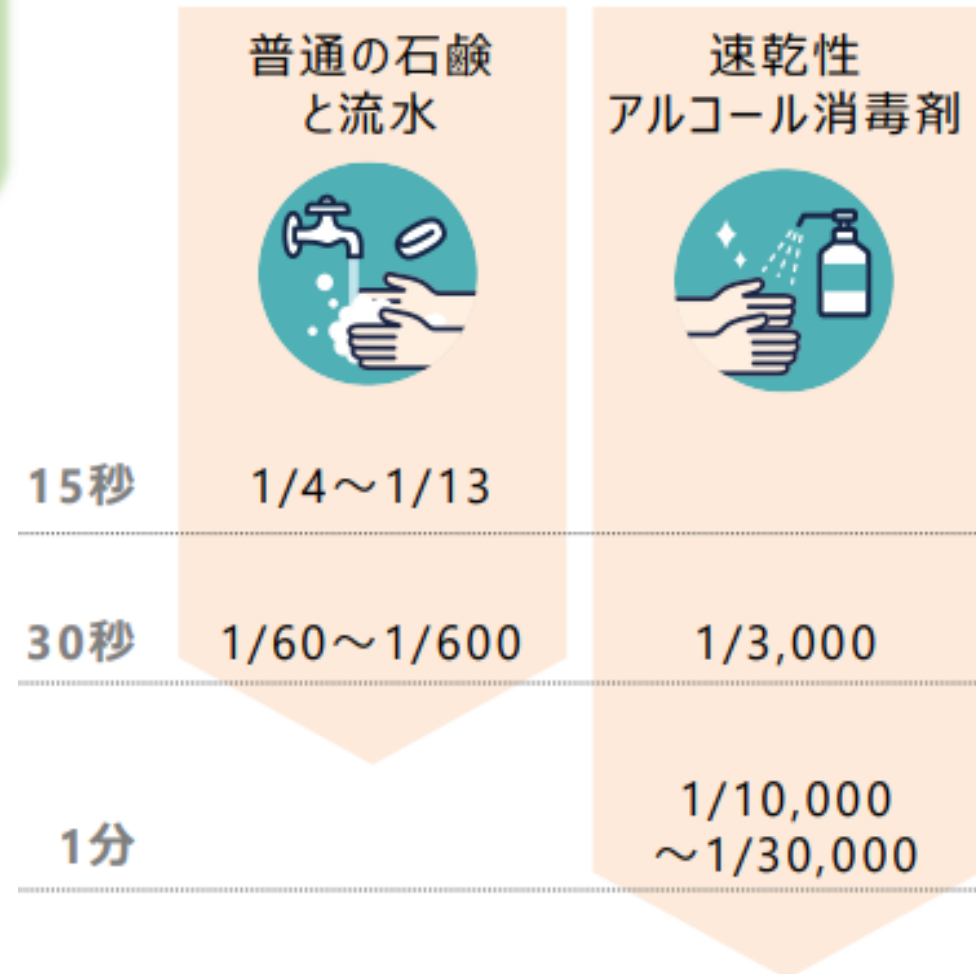 普通の石鹸
と流水
速乾性
アルコール消毒剤
15秒
1/4～1/13
30秒
1/60～1/600
1/3,000
1分
1/10,000
～1/30,000